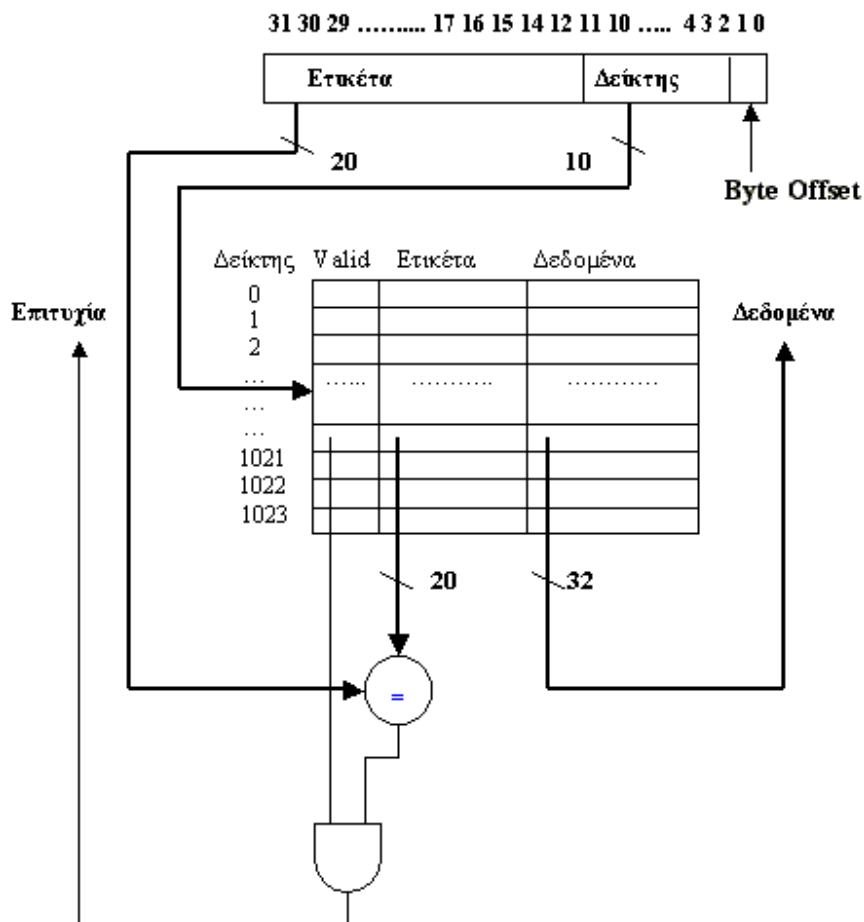 31 30 29 ……….... 17 16 15 14 12 11 10 ….. 4 3 2 1 0
Ετικέτα Δείκτης
20 10
Byte Offset
Δείκτης Valid Ετικέτα Δεδομένα
0
Επιτυχία
1
Δεδομένα
2
… …… ……….. …………
…
…
1021
1022
1023
20 32
=